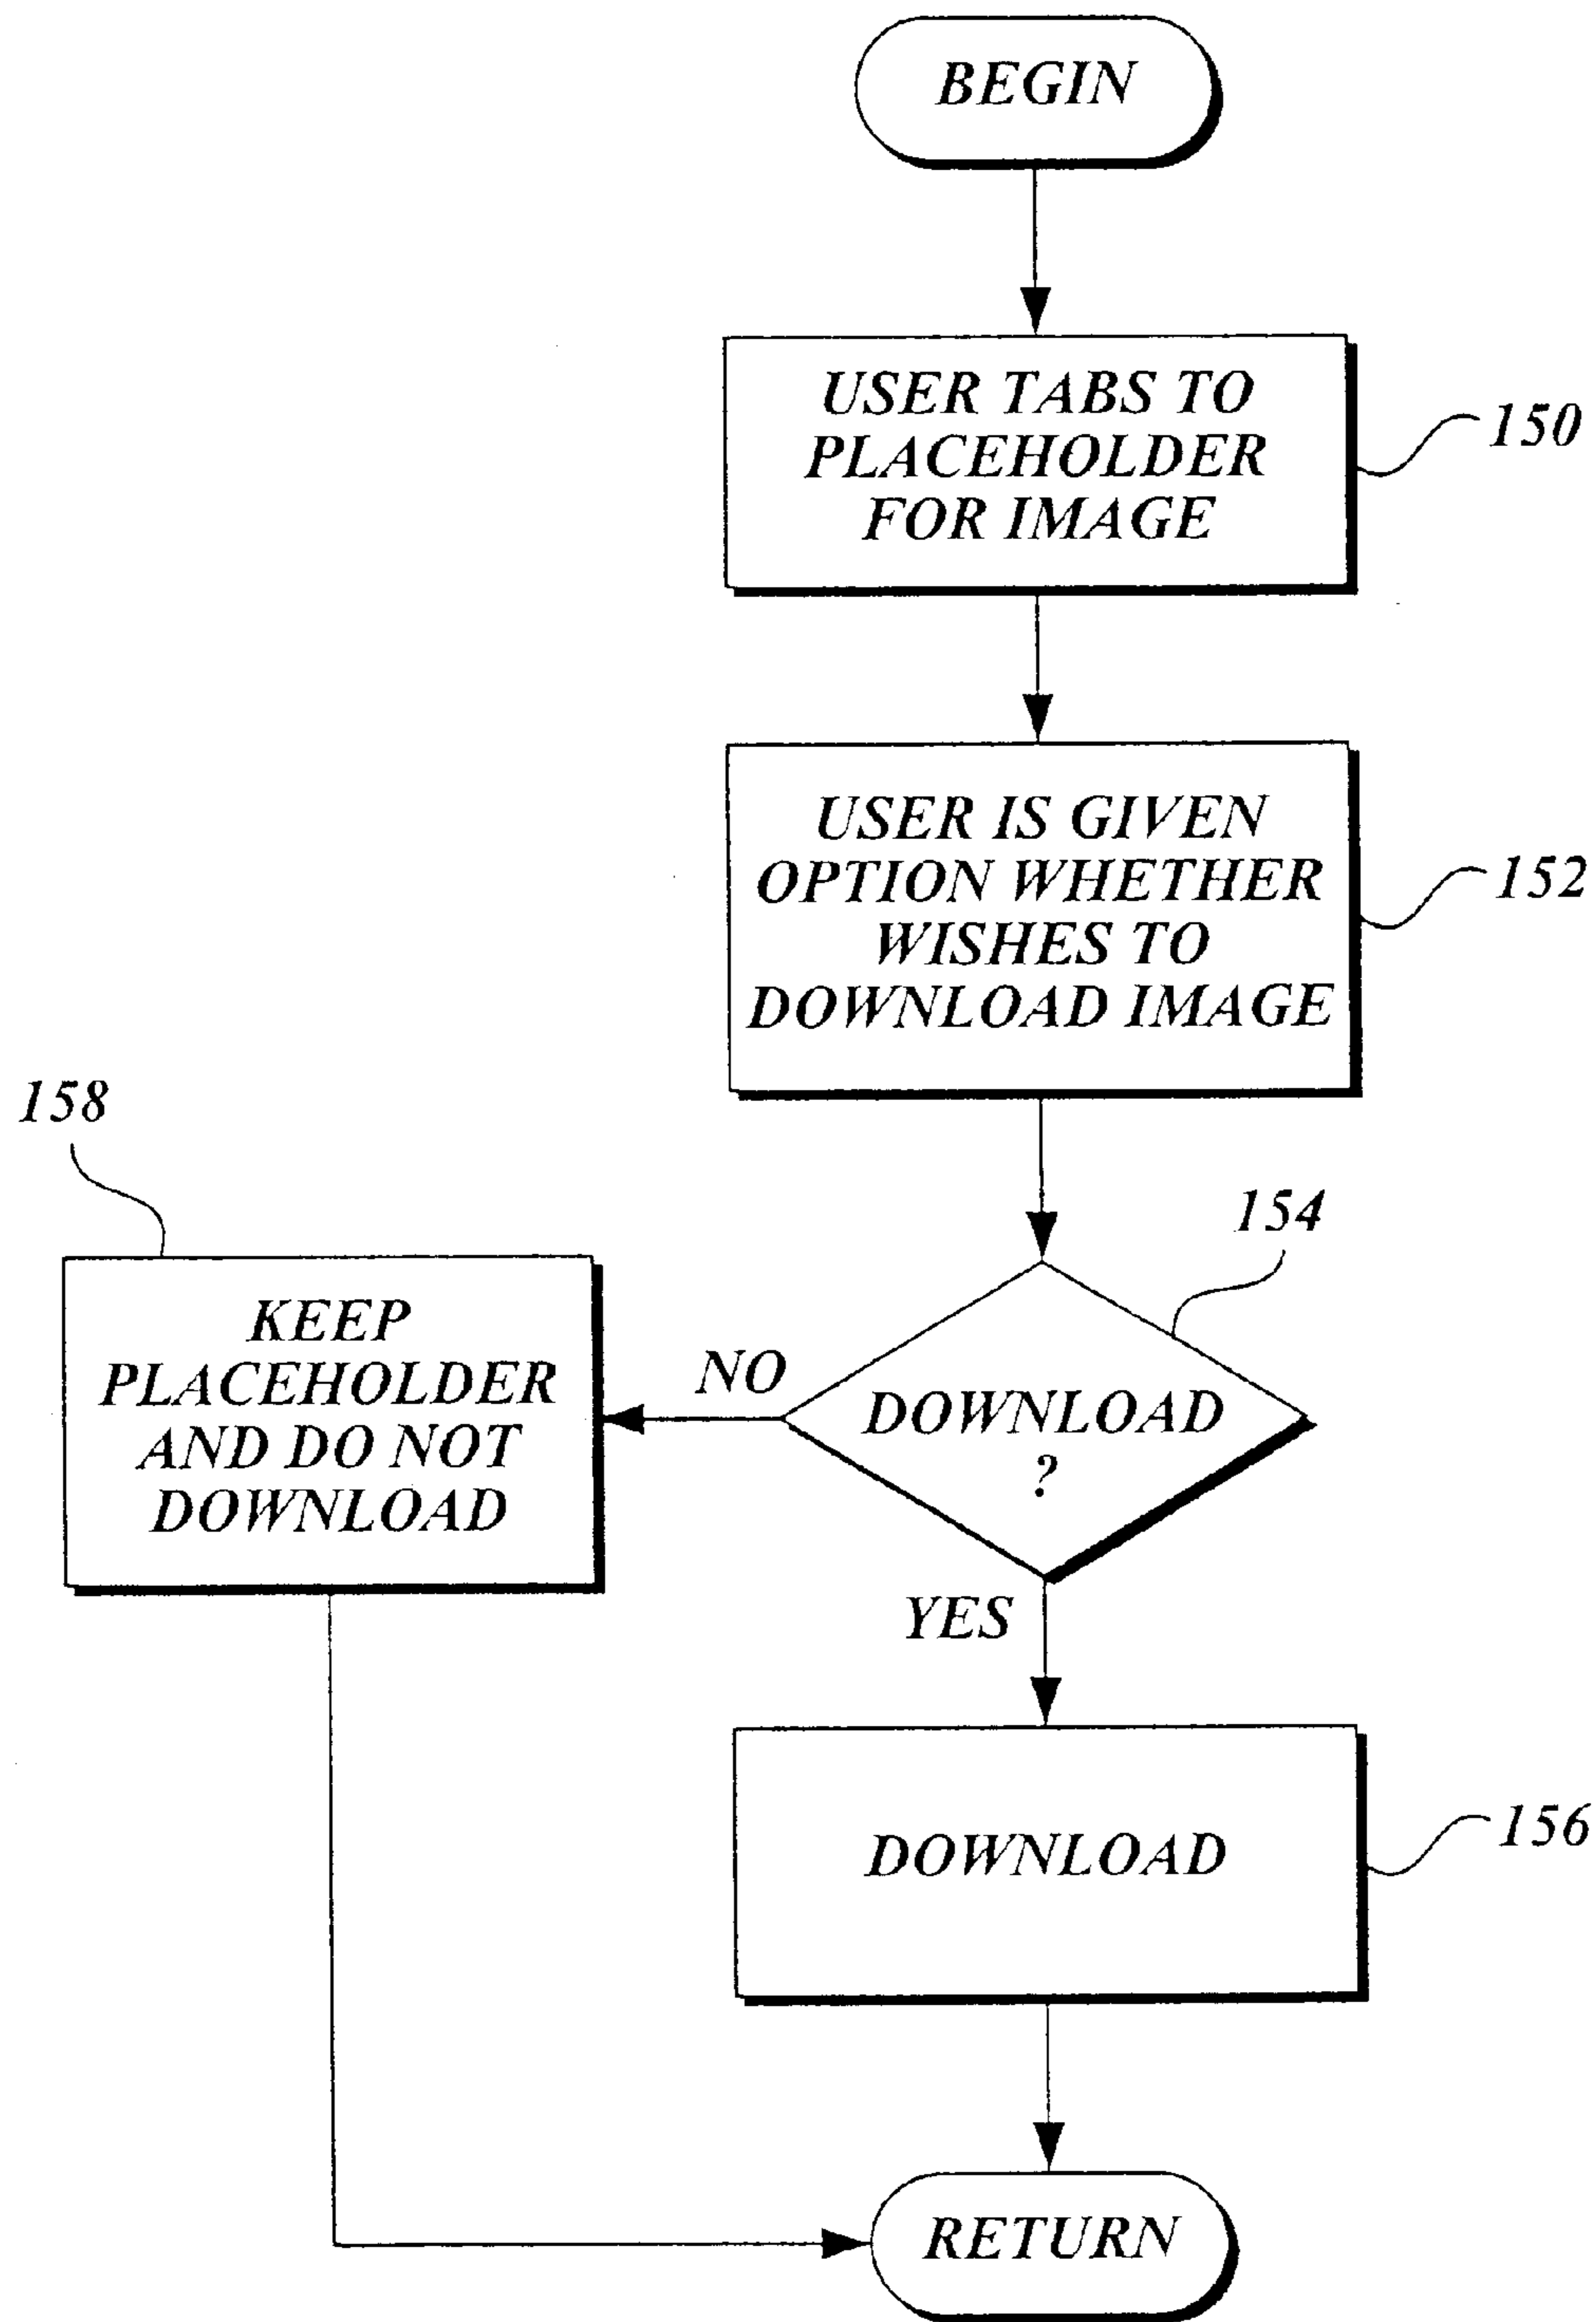 BEGIN
USER TABS TO
PLACEHOLDER
FOR IMAGE
150
USER IS GIVEN
OPTION WHETHER
WISHES TO
DOWNLOAD IMAGE
152
158
154
KEEP
PLACEHOLDER
AND DO NOT
DOWNLOAD
NO
DOWNLOAD
?
YES
DOWNLOAD
156
RETURN